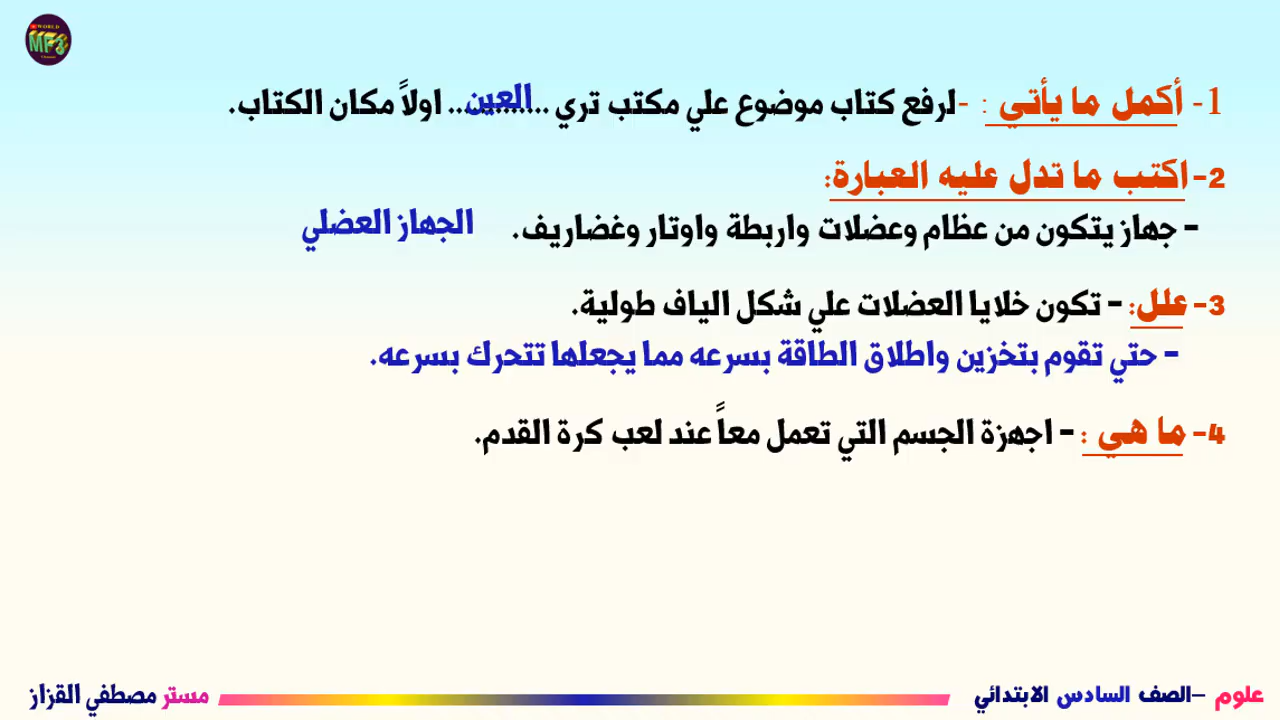 WORLD
MP3
Channel
1- أكمل ما يأتي : -لرفع كتاب موضوع علي مكتب تري ....العين.... اولاً مكان الكتاب.
2- اكتب ما تدل عليه العبارة:
- جهاز يتكون من عظام وعضلات واربطة واوتار وغضاريف. الجهاز العضلي
3- علل: - تكون خلايا العضلات علي شكل الياف طولية.
- حتي تقوم بتخزين واطلاق الطاقة بسرعه مما يجعلها تتحرك بسرعه.
4- ما هي : - اجهزة الجسم التي تعمل معاً عند لعب كرة القدم.
علوم –الصف السادس الابتدائي
مستر مصطفي القزاز